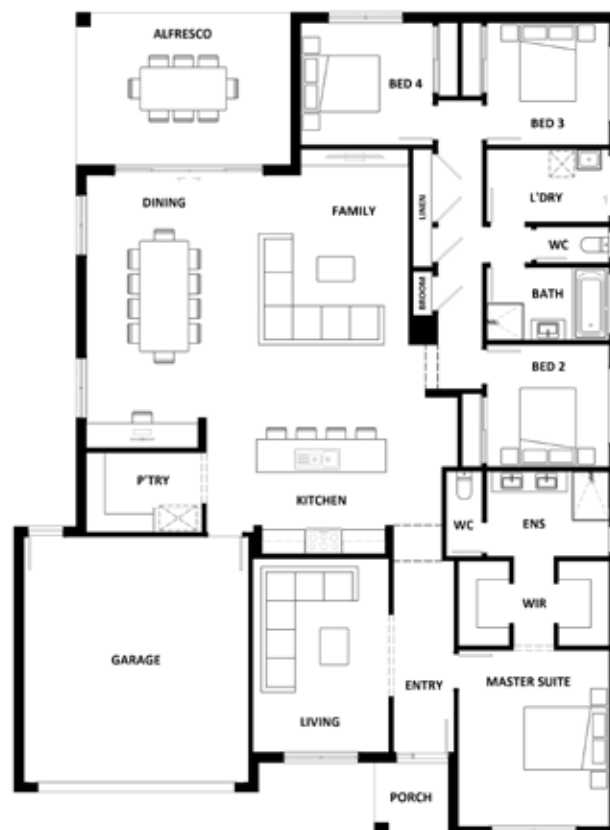 ALFRESCO
BED 4
BED 3
DINING
FAMILY
LINEN
L'DRY
WC
BROOM
BATH
BED 2
P'TRY
KITCHEN
WC
ENS
WIR
GARAGE
ENTRY
MASTER SUITE
LIVING
PORCH